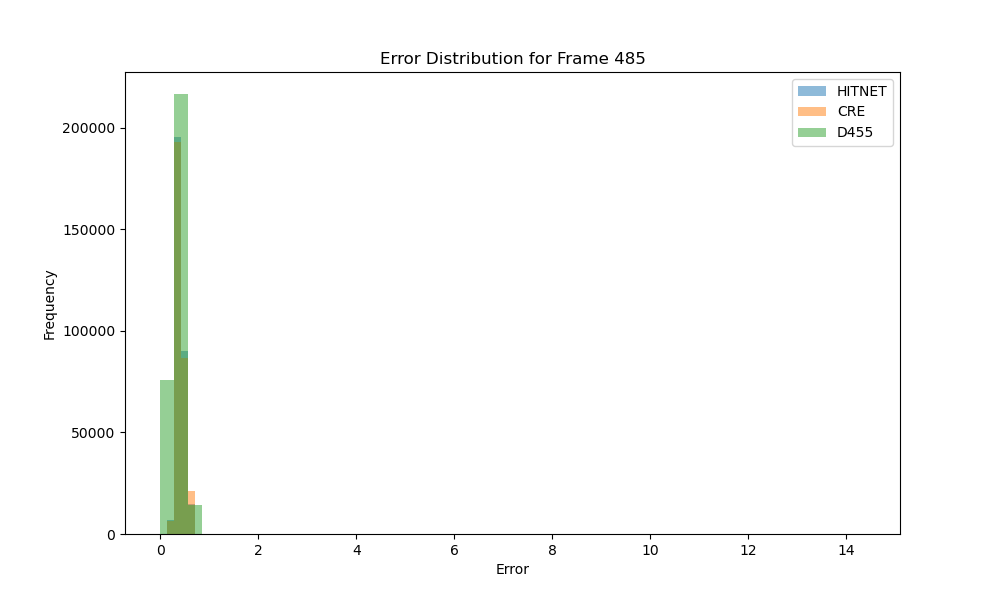 Error Distribution for Frame 485
HITNET
CRE
D455
200000
150000
100000
50000
0
Frequency
0 2 4 6 8 10 12 14
Error